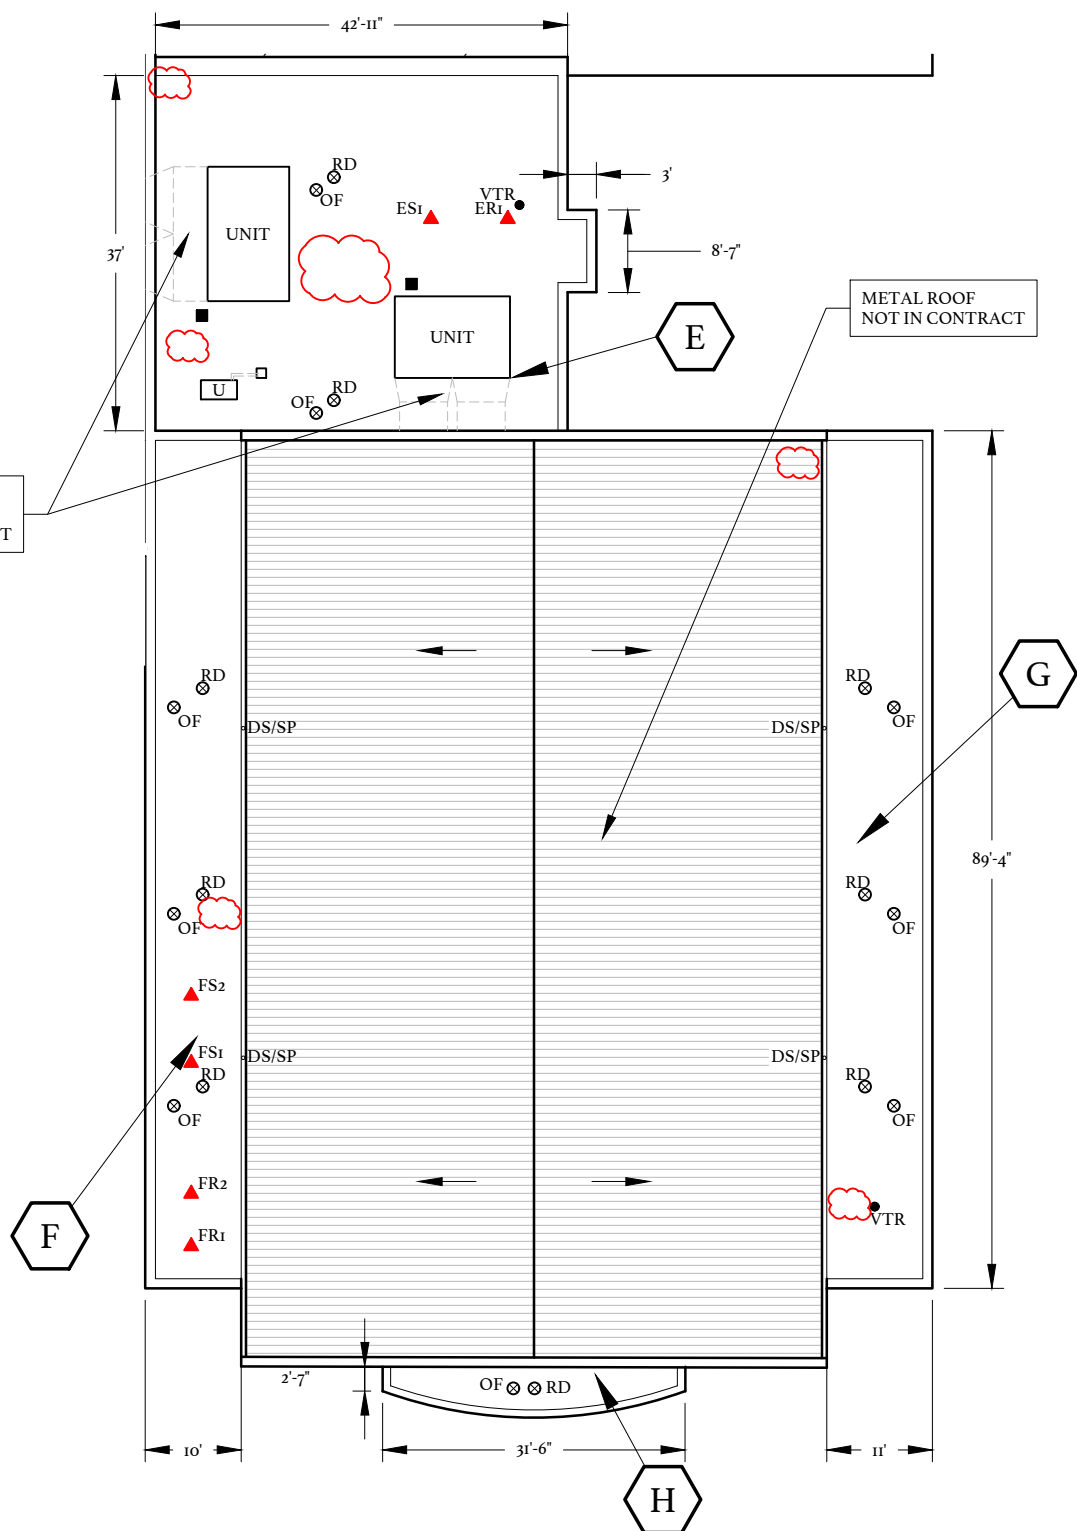 42'-11"
RD
OF
3'
VTR
ES1
ER1
UNIT
37'
8'-7"
METAL ROOF
NOT IN CONTRACT
E
UNIT
U
OF
RD
T
RD
OF
DS/SP
DS/SP
RD
OF
G
89'-4"
RD
OF
RD
OF
FS2
FS1
DS/SP
DS/SP
RD
OF
RD
OF
FR2
FR1
F
VTR
2'-7"
OF
RD
10'
31'-6"
11'
H